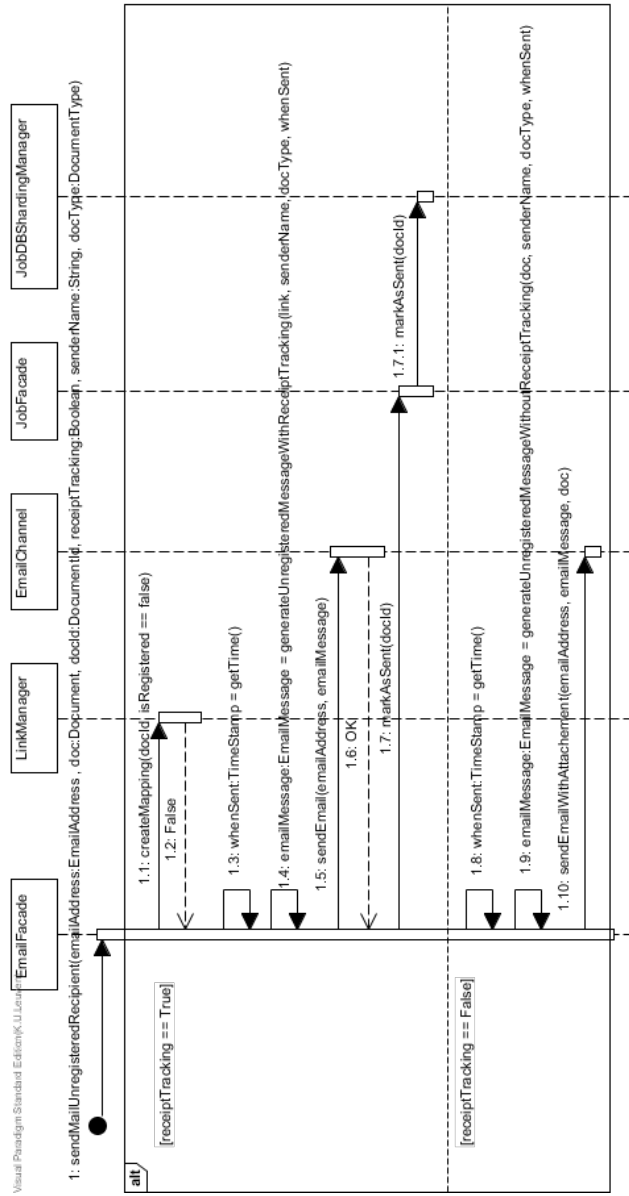 Visual Paradigm Standard Edition(K.U.Leuven)
EmailFacade
LinkManager
EmailChannel
JobFacade
JobDBShardingManager
1: sendMailUnregisteredRecipient(emailAddress:EmailAddress , doc:Document, docId:DocumentId, receiptTracking:Boolean, senderName:String, docType:DocumentType)
alt
[receiptTracking == True]
1.1: createMapping(docId, isRegistered == false)
1.2: False
1.3: whenSent:TimeStamp = getTime()
1.4: emailMessage:EmailMessage = generateUnregisteredMessageWithReceiptTracking(link, senderName, docType, whenSent)
1.5: sendEmail(emailAddress, emailMessage)
1.6: OK
1.7: markAsSent(docId)
1.7.1: markAsSent(docId)
[receiptTracking == False]
1.8: whenSent:TimeStamp = getTime()
1.9: emailMessage:EmailMessage = generateUnregisteredMessageWithoutReceiptTracking(doc, senderName, docType, whenSent)
1.10: sendEmailWithAttachement(emailAddress, emailMessage, doc)